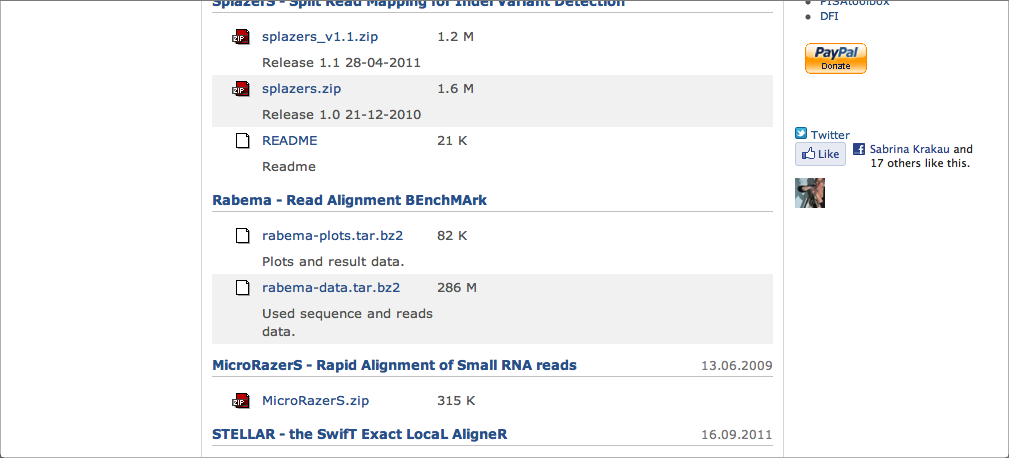 SplazerS - Split Read Mapping for Indel Variant Detection
ZIP splazers_v1.1.zip 1.2 M
Release 1.1 28-04-2011
ZIP splazers.zip 1.6 M
Release 1.0 21-12-2010
README 21 K
Readme
Rabema - Read Alignment BEnchMArk
rabema-plots.tar.bz2 82 K
Plots and result data.
rabema-data.tar.bz2 286 M
Used sequence and reads
data.
MicroRazerS - Rapid Alignment of Small RNA reads 13.06.2009
ZIP MicroRazerS.zip 315 K
STELLAR - the SwifT Exact LocaL AligneR 16.09.2011
PISAtoolbox
DFI
PayPal
Donate
Twitter
Like
Sabrina Krakau and
17 others like this.